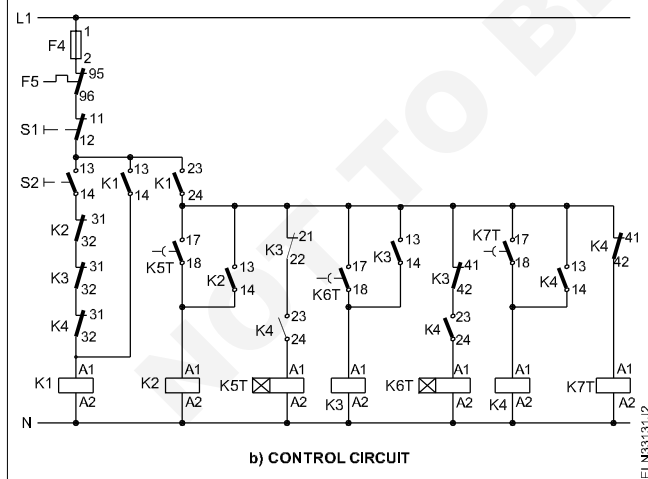 L1
F4 1
2
F5 95
96
S1 11
12
S2 13 K1 13 K1 23
14 14 24
K2 31
32
K3 31
32
K4 31
32
K5T 17
18
K2 13
14
K3 21
22
K4 23
24
K6T 17
18
K3 13
14
41
42
K4 23
24
K7T 17
18
K4 13
14
K4 41
42
K1 A1
A2
K2 A1
A2
K5T A1
A2
K3 A1
A2
K6T A1
A2
K4 A1
A2
K7T A1
A2
N
b) CONTROL CIRCUIT
ELN33131J2
NOT TO BE